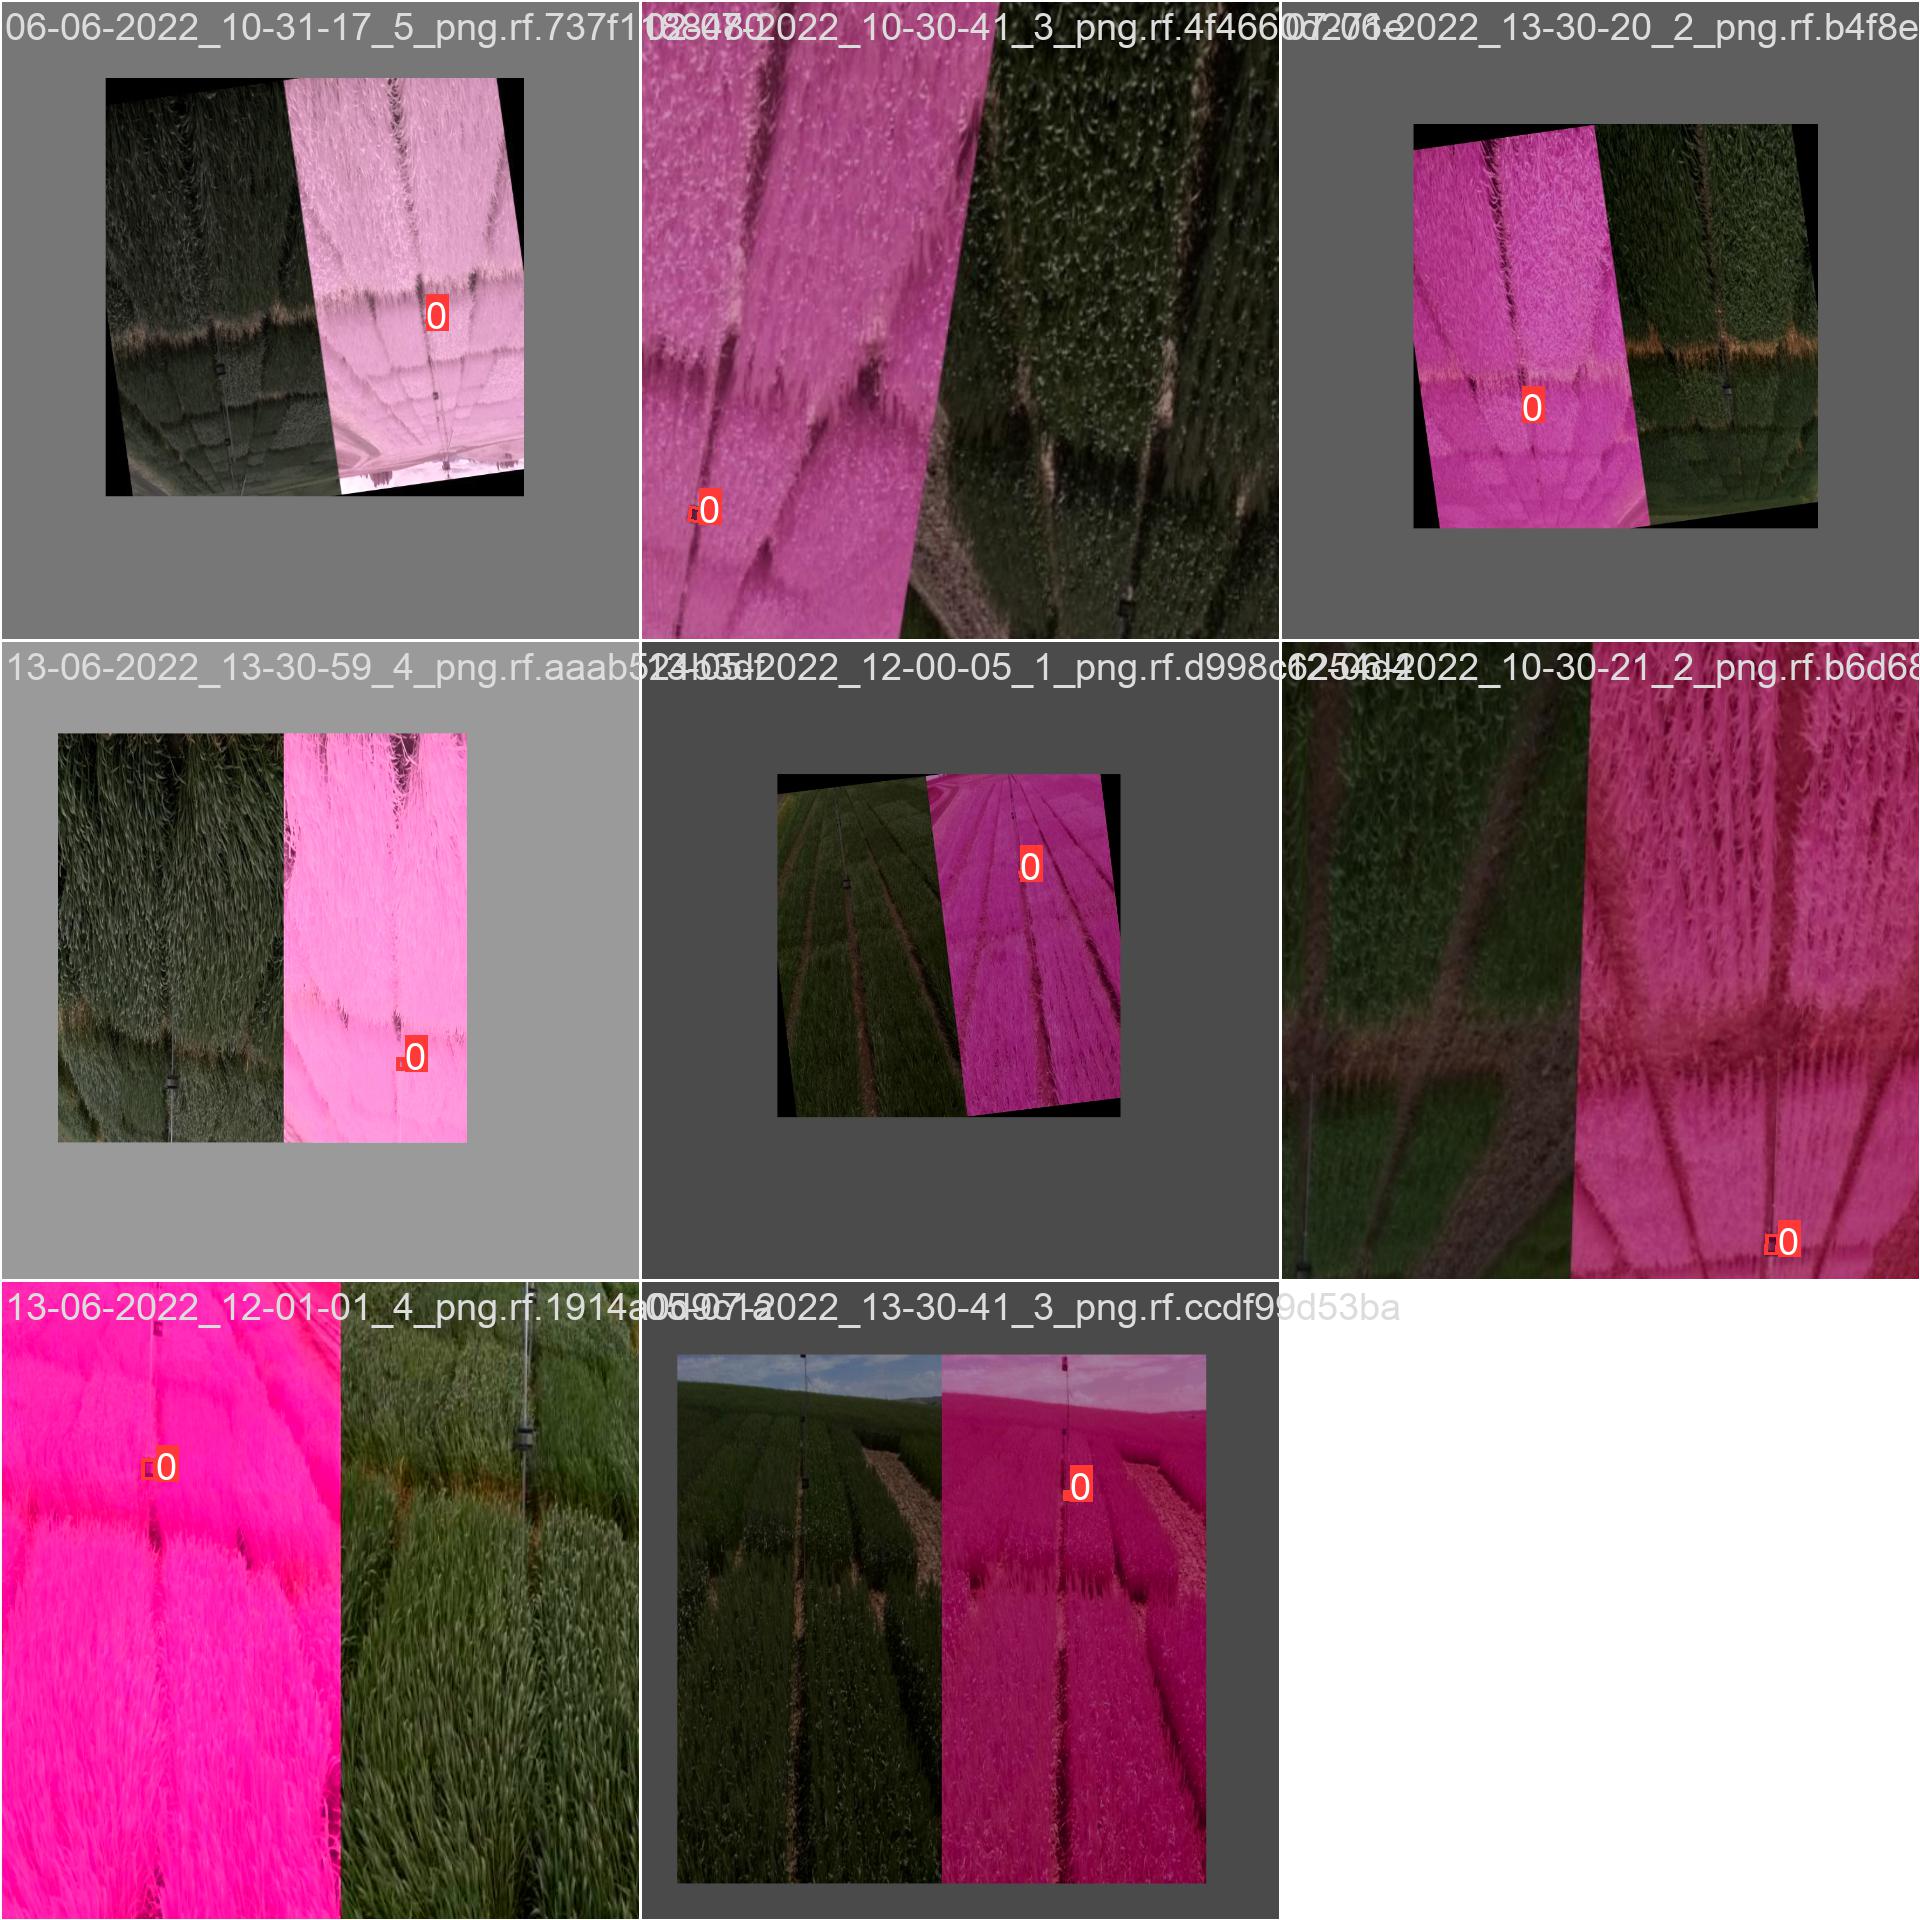 06-06-2022_10-31-17_5_png.rf.737f1
2022_10-30-41_3_png.rf.4f466
2022_13-30-20_2_png.rf.b4f8e
0
0
0
13-06-2022_13-30-59_4_png.rf.aaab5
2022_12-00-05_1_png.rf.d998c
2022_10-30-21_2_png.rf.b6d68
0
0
0
13-06-2022_12-01-01_4_png.rf.1914a
2022_13-30-41_3_png.rf.ccdf99d53ba
0
0